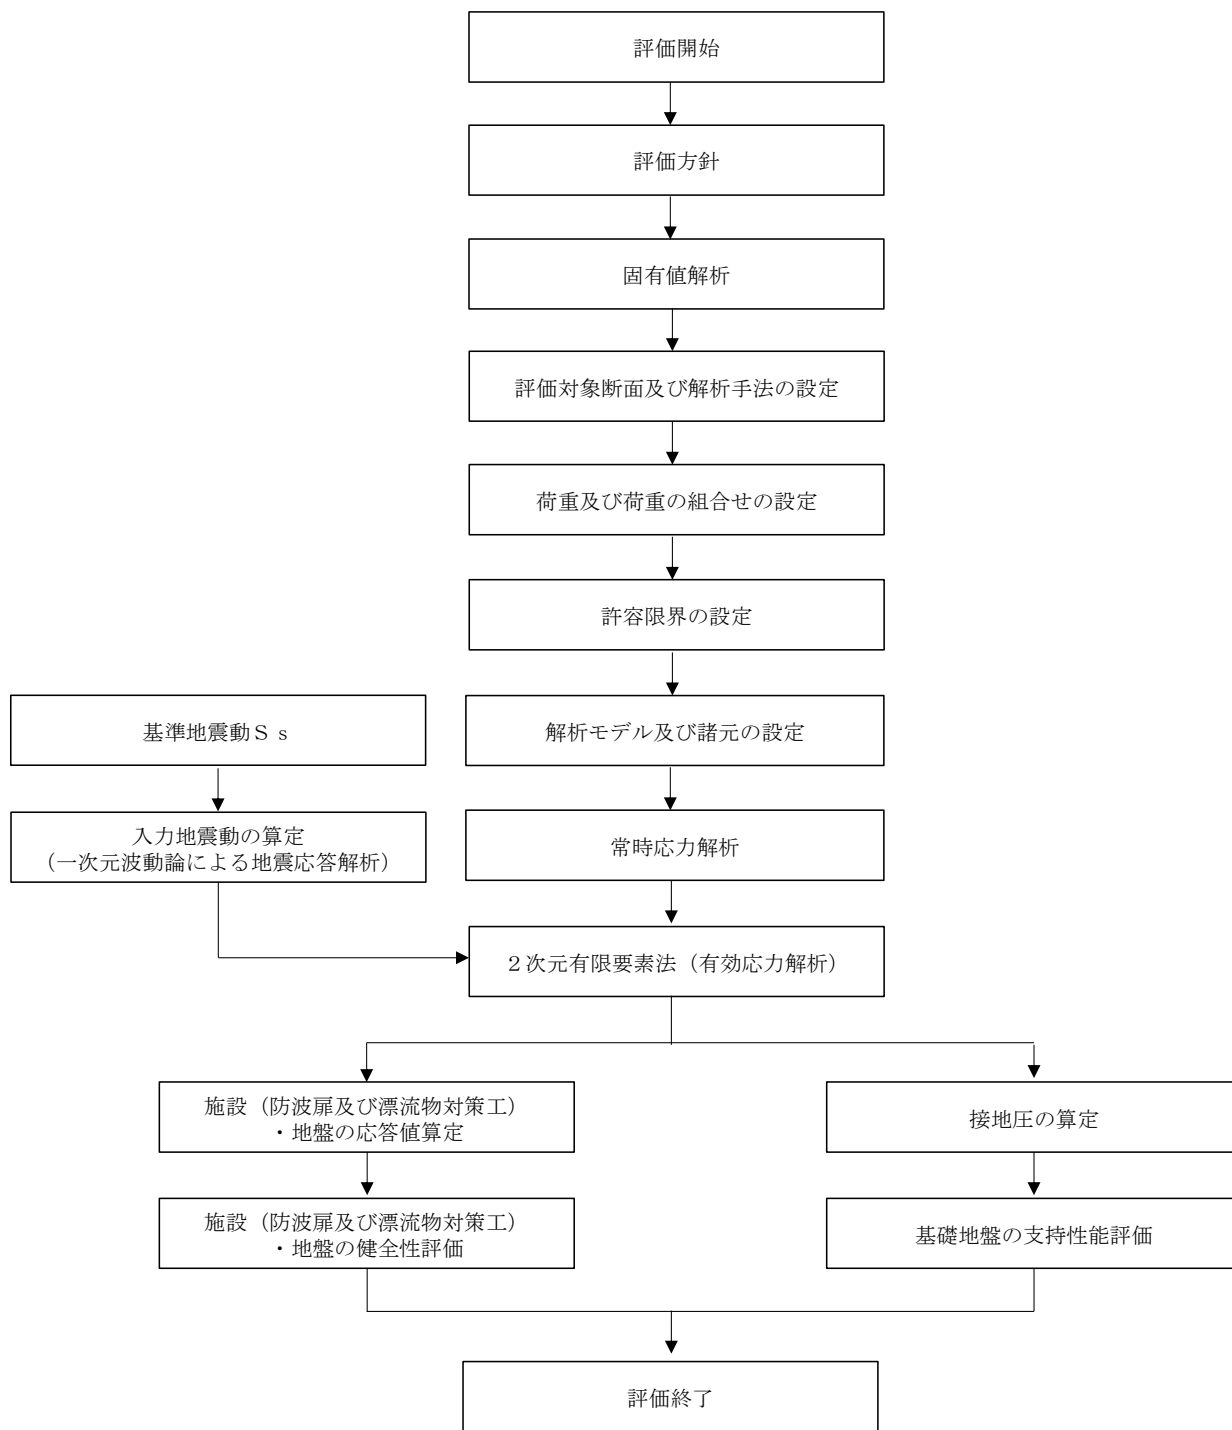 評価開始
評価方針
固有値解析
評価対象断面及び解析手法の設定
荷重及び荷重の組合せの設定
許容限界の設定
基準地震動Ｓｓ
解析モデル及び諸元の設定
入力地震動の算定
（一次元波動論による地震応答解析）
常時応力解析
２次元有限要素法（有効応力解析）
施設（防波扉及び漂流物対策工）
・地盤の応答値算定
接地圧の算定
施設（防波扉及び漂流物対策工）
・地盤の健全性評価
基礎地盤の支持性能評価
評価終了